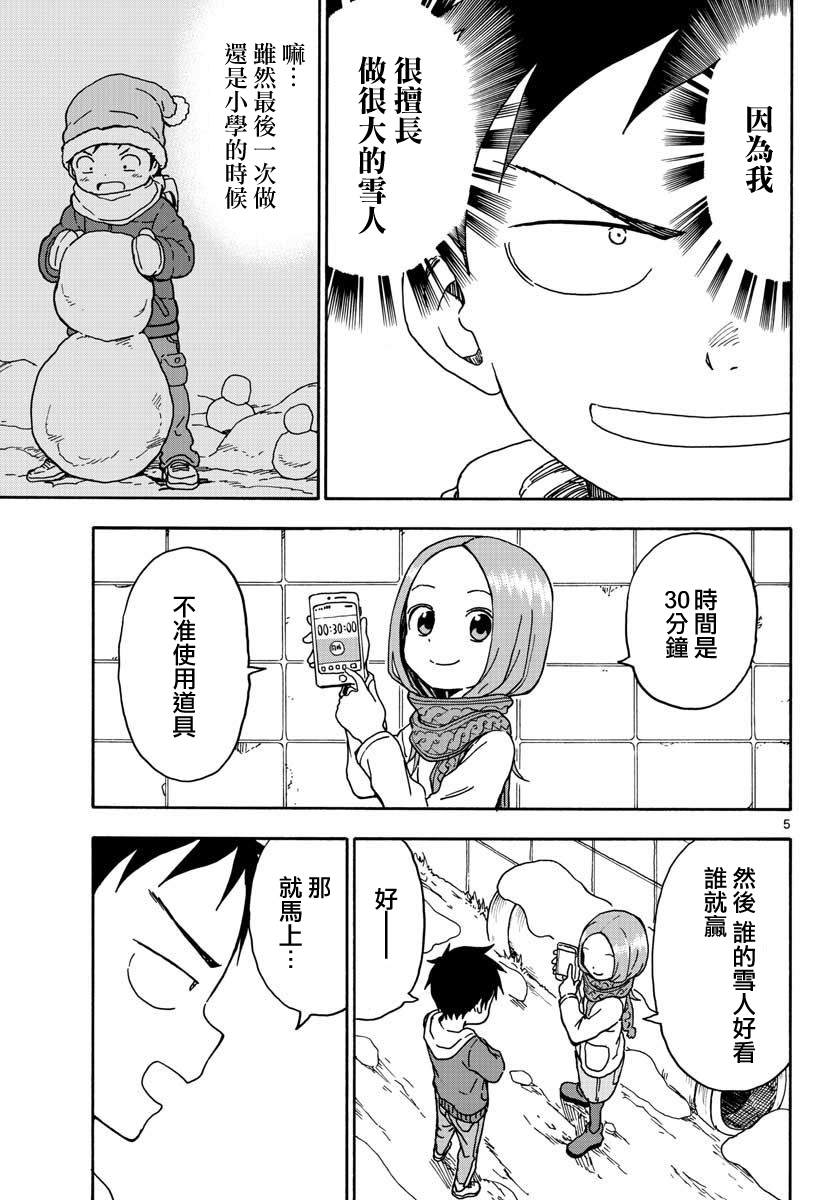 因為我
很擅長
做很大的雪人
嘛…
雖然最後一次做
還是小學的時候
時間是
30分鐘
00:30:00
不准使用道具
5
然後 誰的雪人好看
誰就贏
好——
那
就馬上…